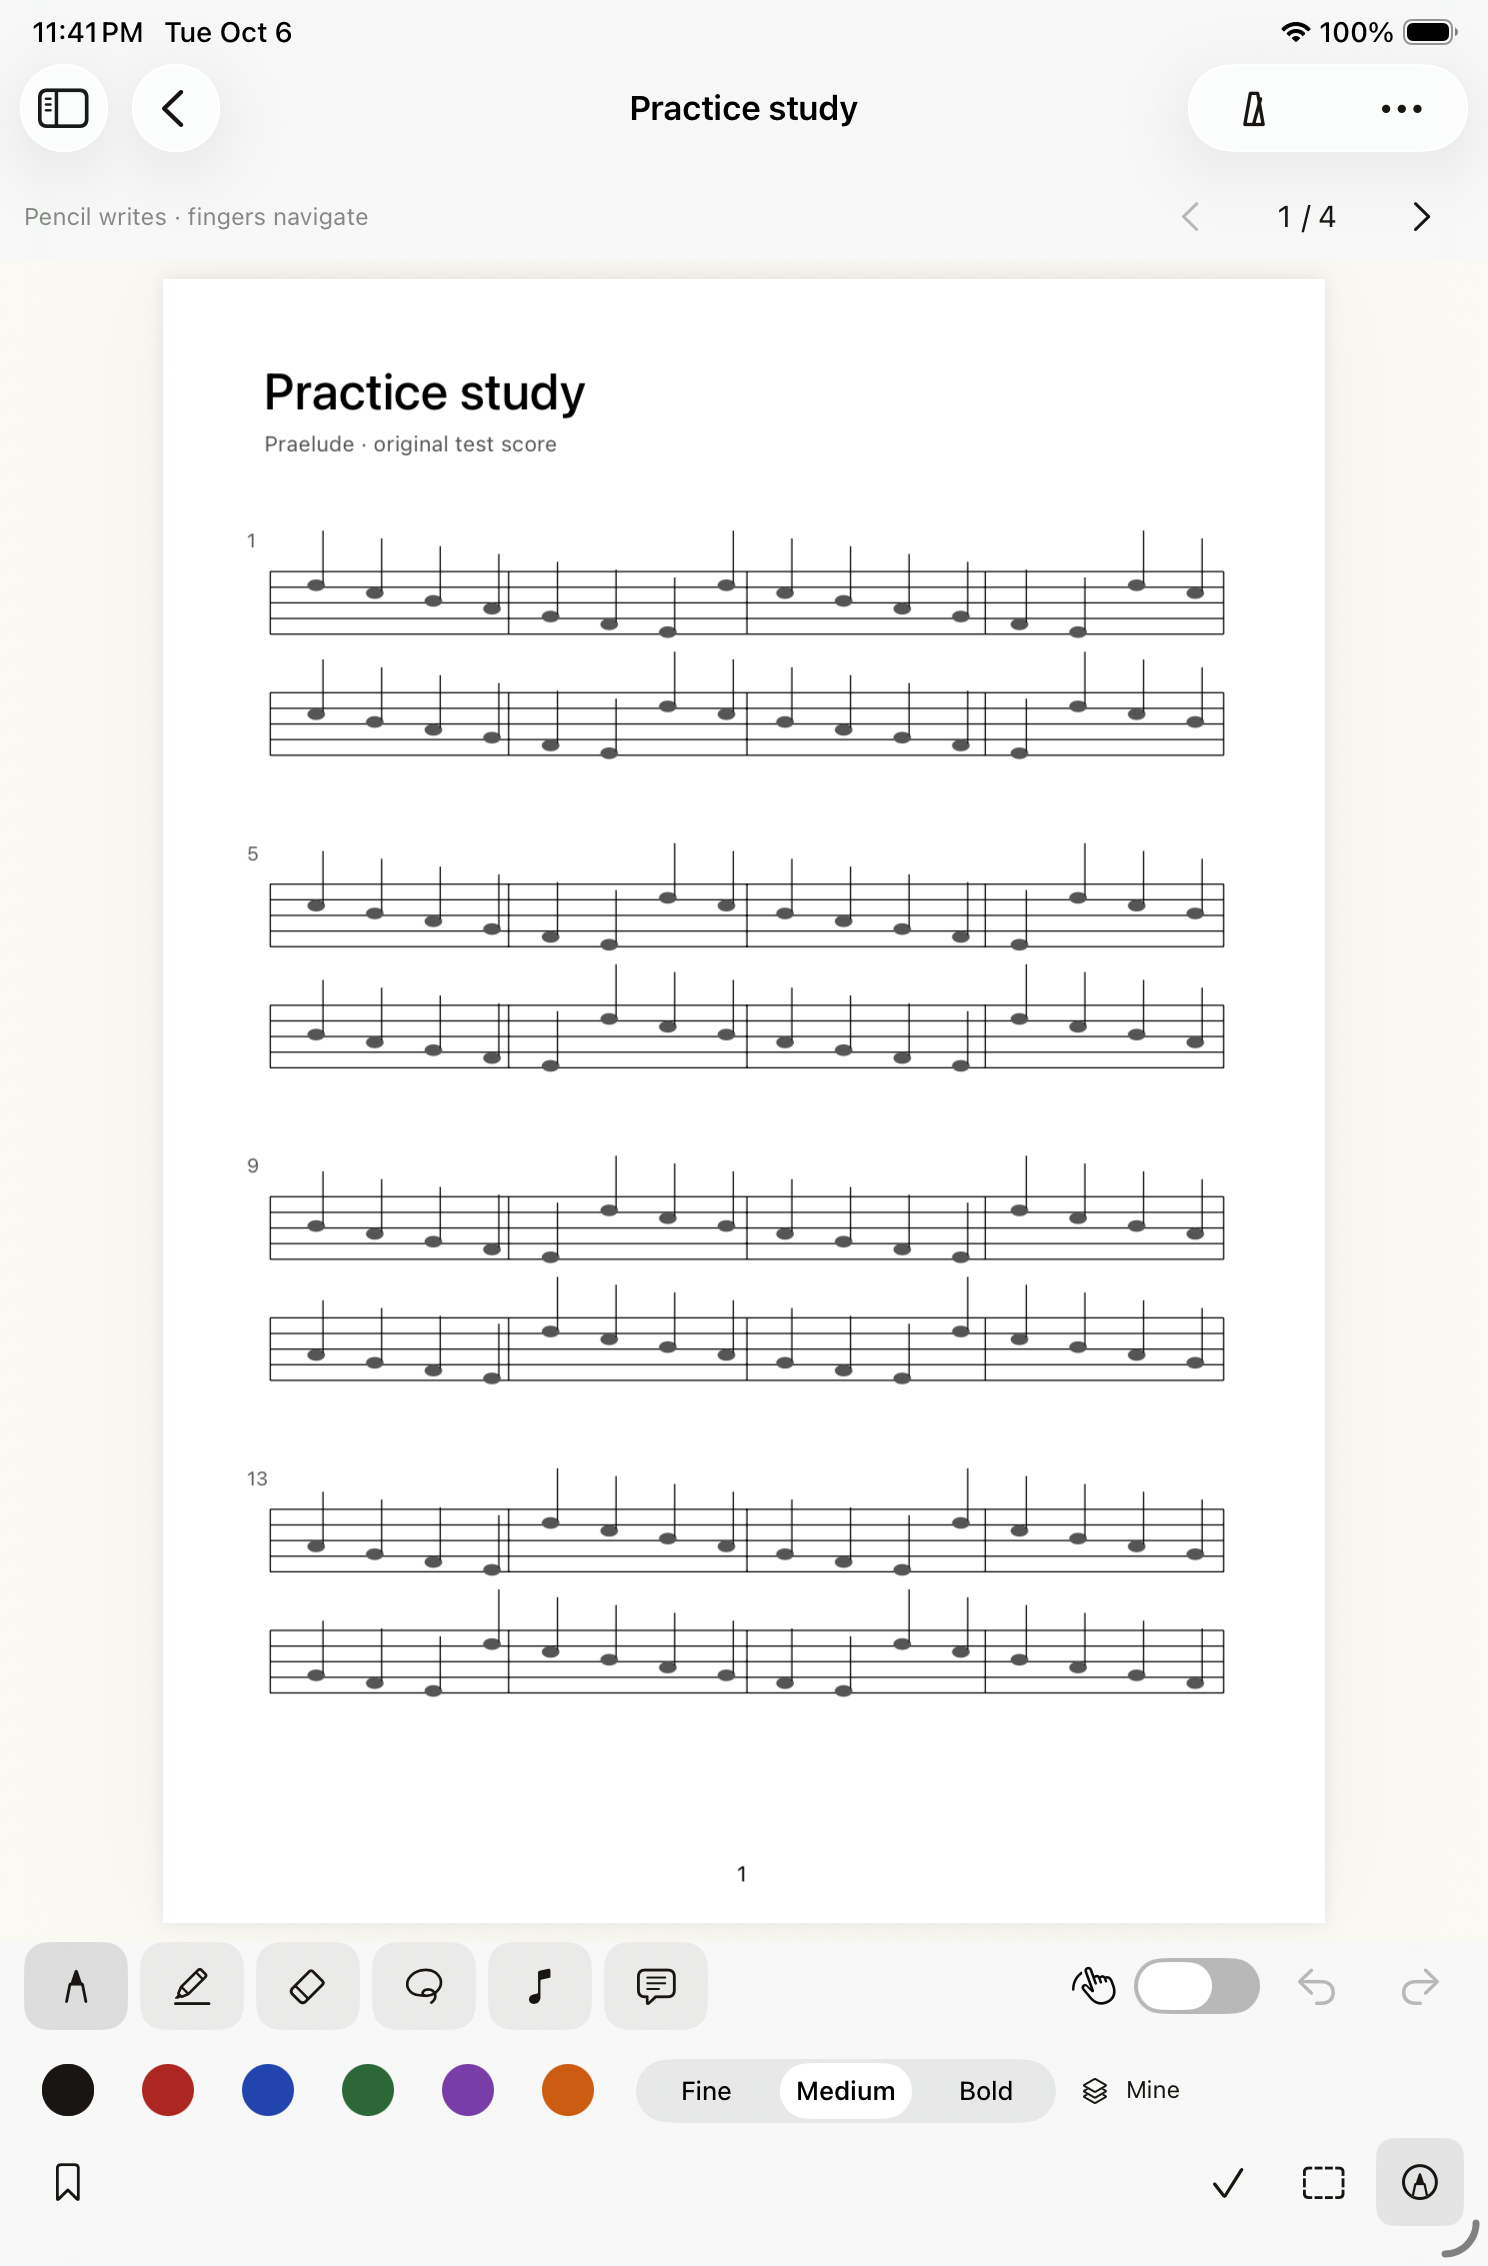 11:41 PM Tue Oct 6
100%
Practice study
Pencil writes · fingers navigate
1 / 4
Practice study
Praelude · original test score
1
5
9
13
1
Fine
Medium
Bold
Mine